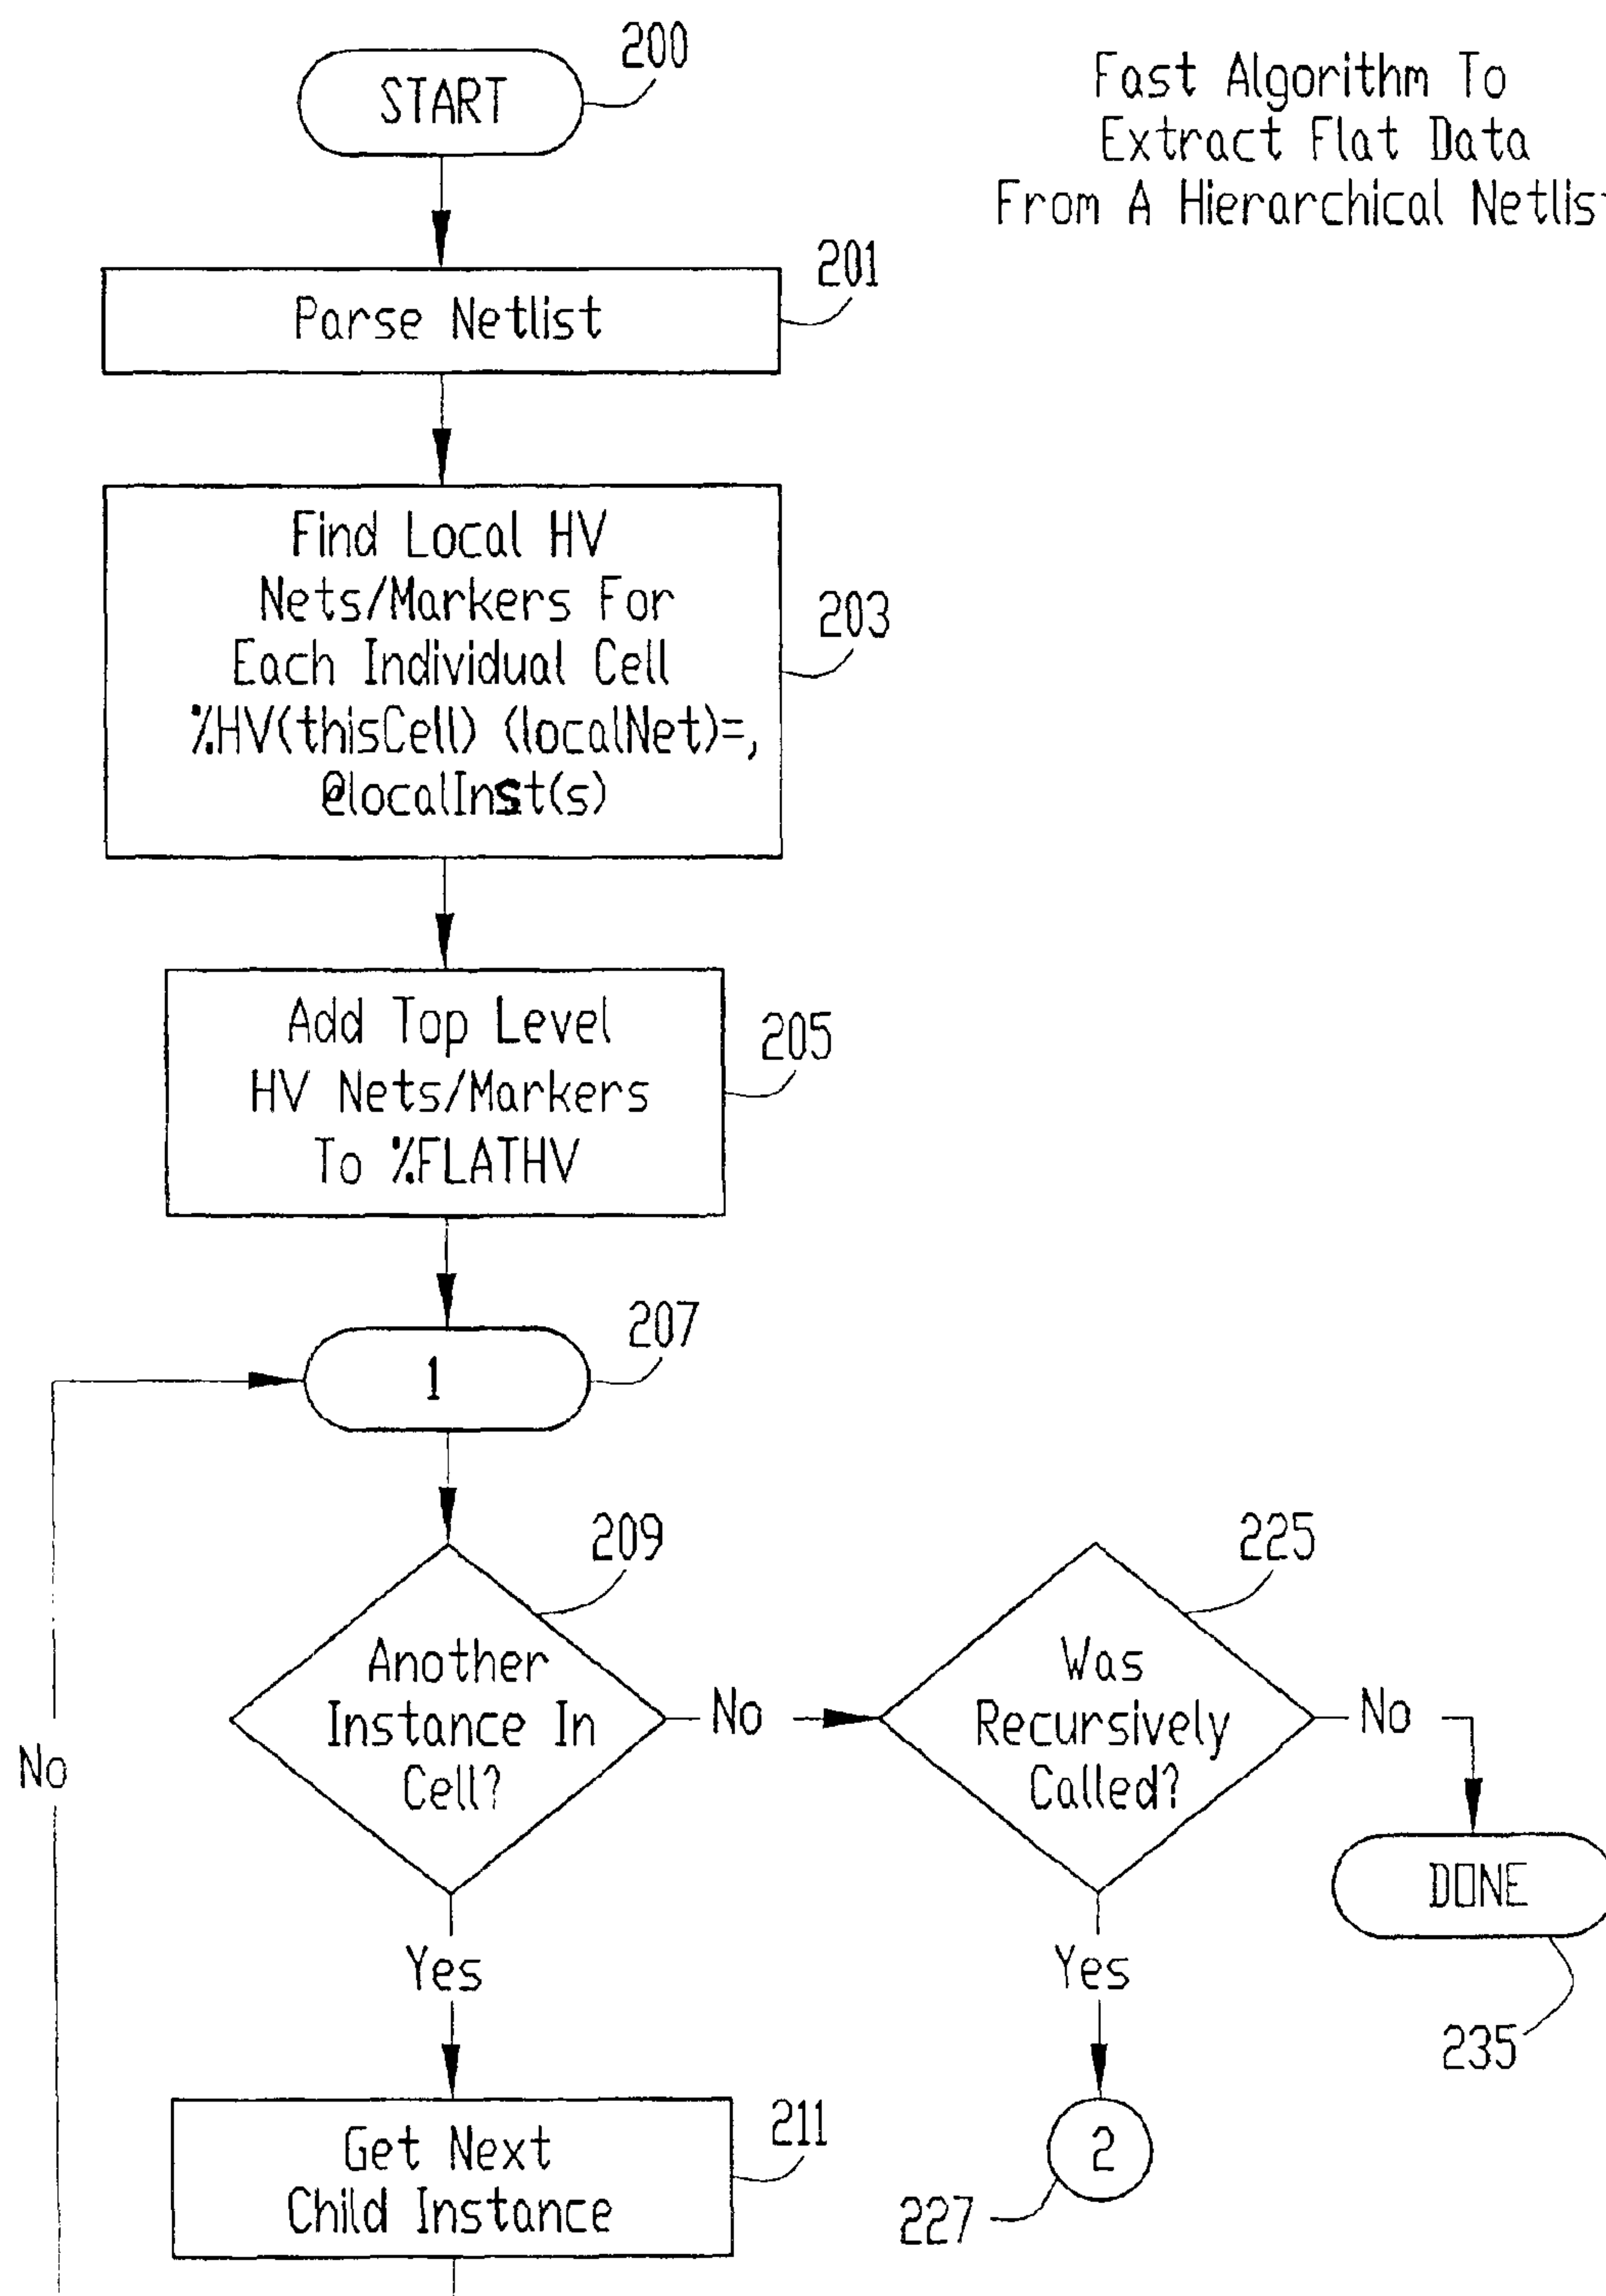 START
200
Fast Algorithm To
Extract Flat Data
From A Hierarchical Netlist
Parse Netlist
201
Find Local HV
Nets/Markers For
Each Individual Cell
%HV(thisCell) (localNet)=,
@localInst(s)
203
Add Top Level
HV Nets/Markers
To %FLATHV
205
1
207
Another
Instance In
Cell?
209
No
Was
Recursively
Called?
225
No
No
DONE
235
Yes
Yes
Get Next
Child Instance
211
2
227